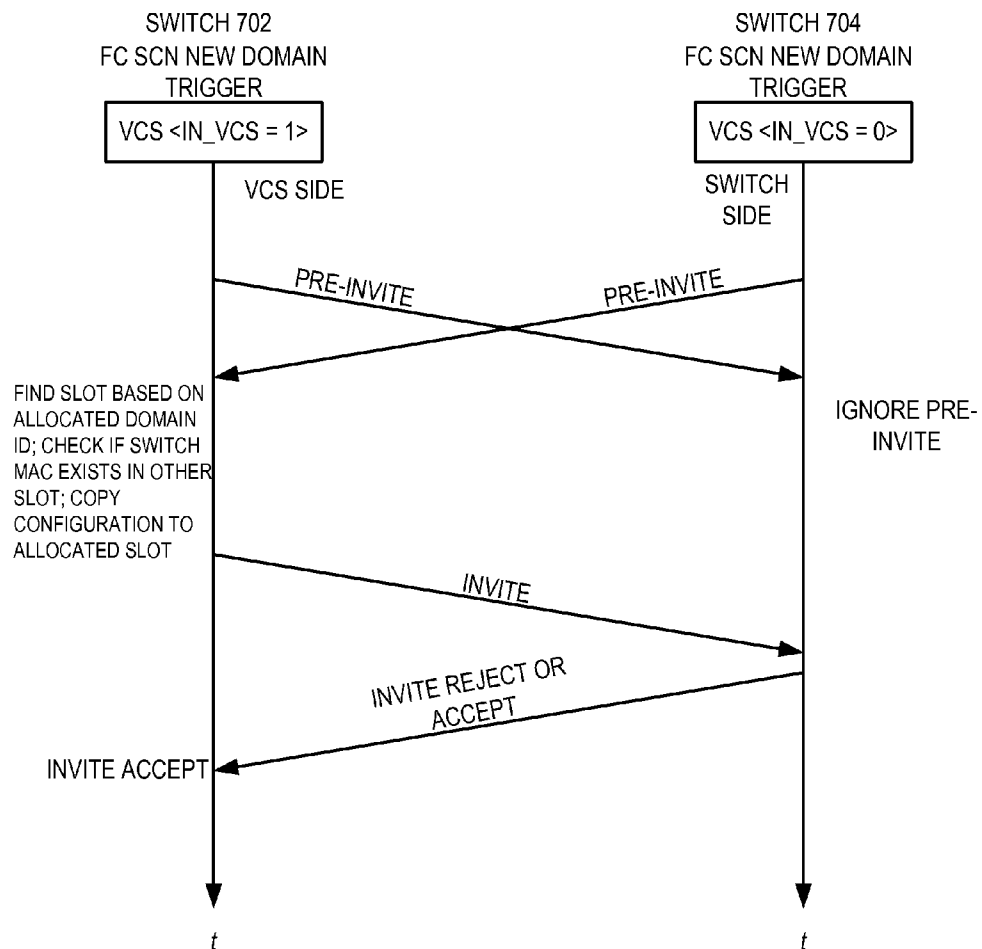 SWITCH 702
FC SCN NEW DOMAIN
TRIGGER
VCS <IN_VCS = 1>
VCS SIDE
SWITCH 704
FC SCN NEW DOMAIN
TRIGGER
VCS <IN_VCS = 0>
SWITCH
SIDE
PRE-INVITE
PRE-INVITE
FIND SLOT BASED ON
ALLOCATED DOMAIN
ID; CHECK IF SWITCH
MAC EXISTS IN OTHER
SLOT; COPY
CONFIGURATION TO
ALLOCATED SLOT
IGNORE PRE-
INVITE
INVITE
INVITE REJECT OR
ACCEPT
INVITE ACCEPT
t
t